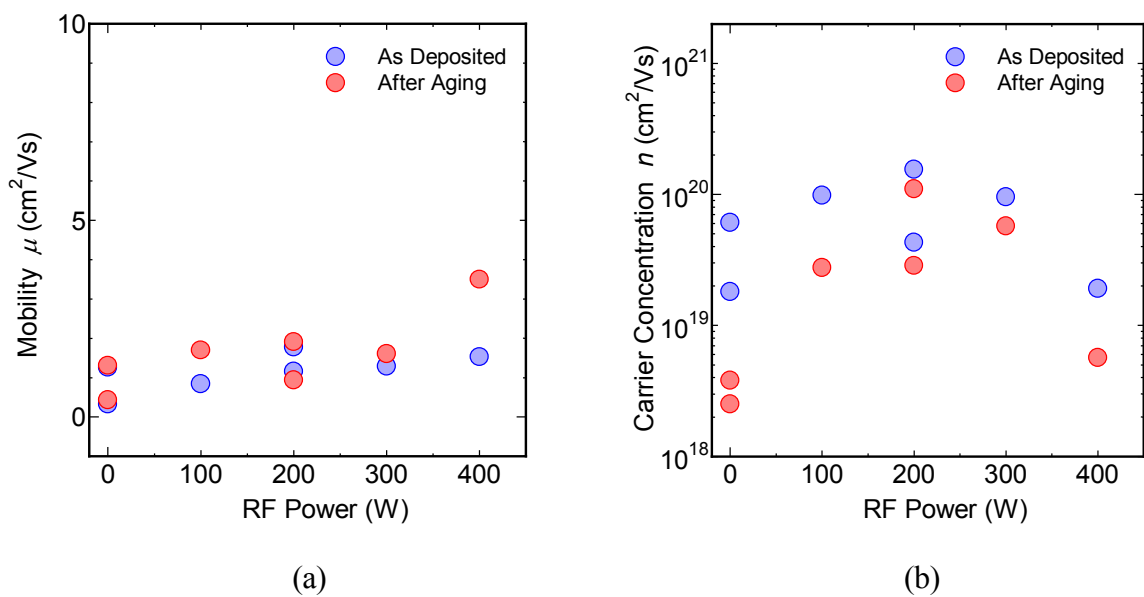 10
5
0
Mobility μ (cm²/Vs)
As Deposited
After Aging
0 100 200 300 400
RF Power (W)
(a)
10²¹
10²⁰
10¹⁹
10¹⁸
Carrier Concentration n (cm²/Vs)
As Deposited
After Aging
0 100 200 300 400
RF Power (W)
(b)